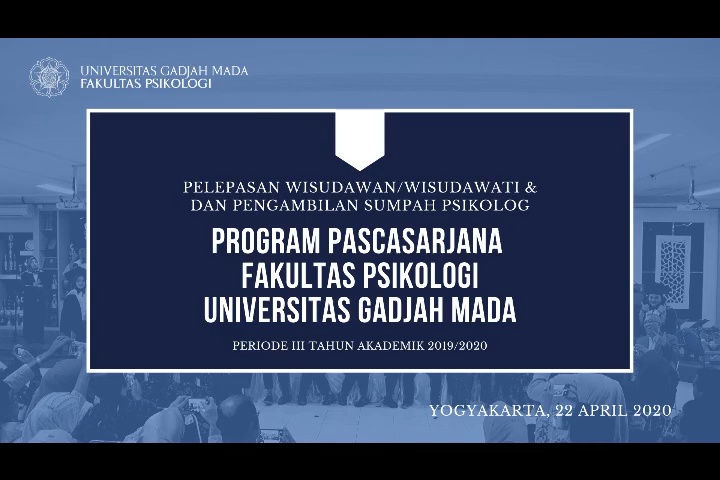 UNIVERSITAS GADJAH MADA
FAKULTAS PSIKOLOGI
PELEPASAN WISUDAWAN/WISUDAWATI &
DAN PENGAMBILAN SUMPAH PSIKOLOG
PROGRAM PASCASARJANA
FAKULTAS PSIKOLOGI
UNIVERSITAS GADJAH MADA
PERIODE III TAHUN AKADEMIK 2019/2020
YOGYAKARTA, 22 APRIL 2020